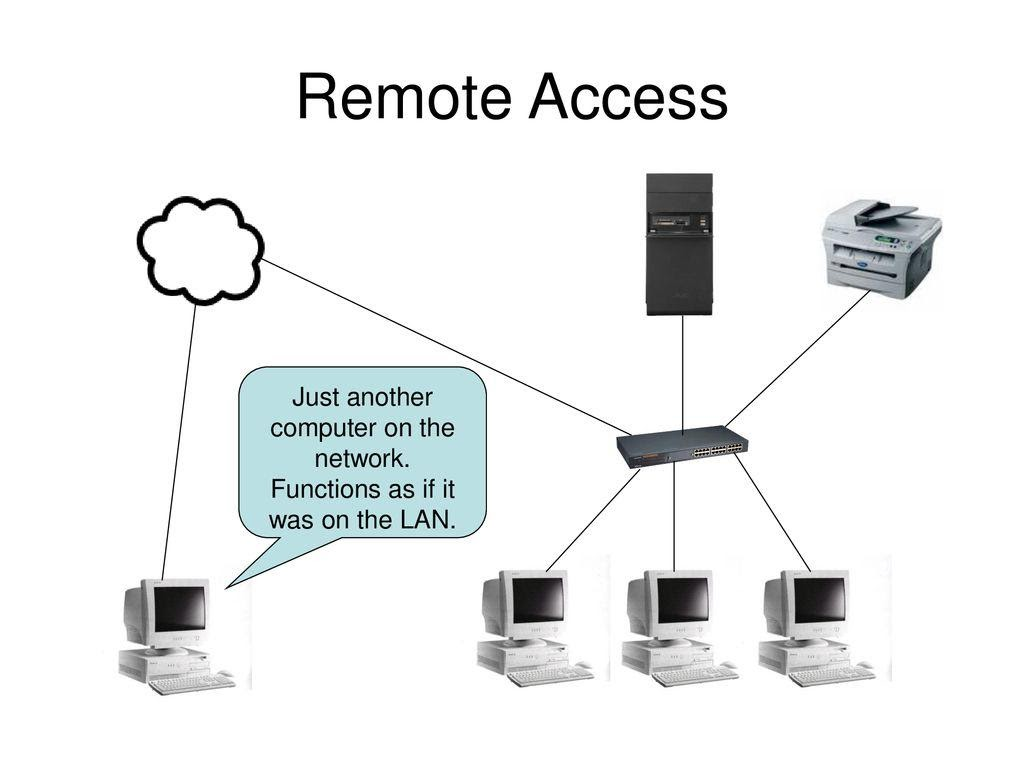 Remote Access
Just another
computer on the
network.
Functions as if it
was on the LAN.